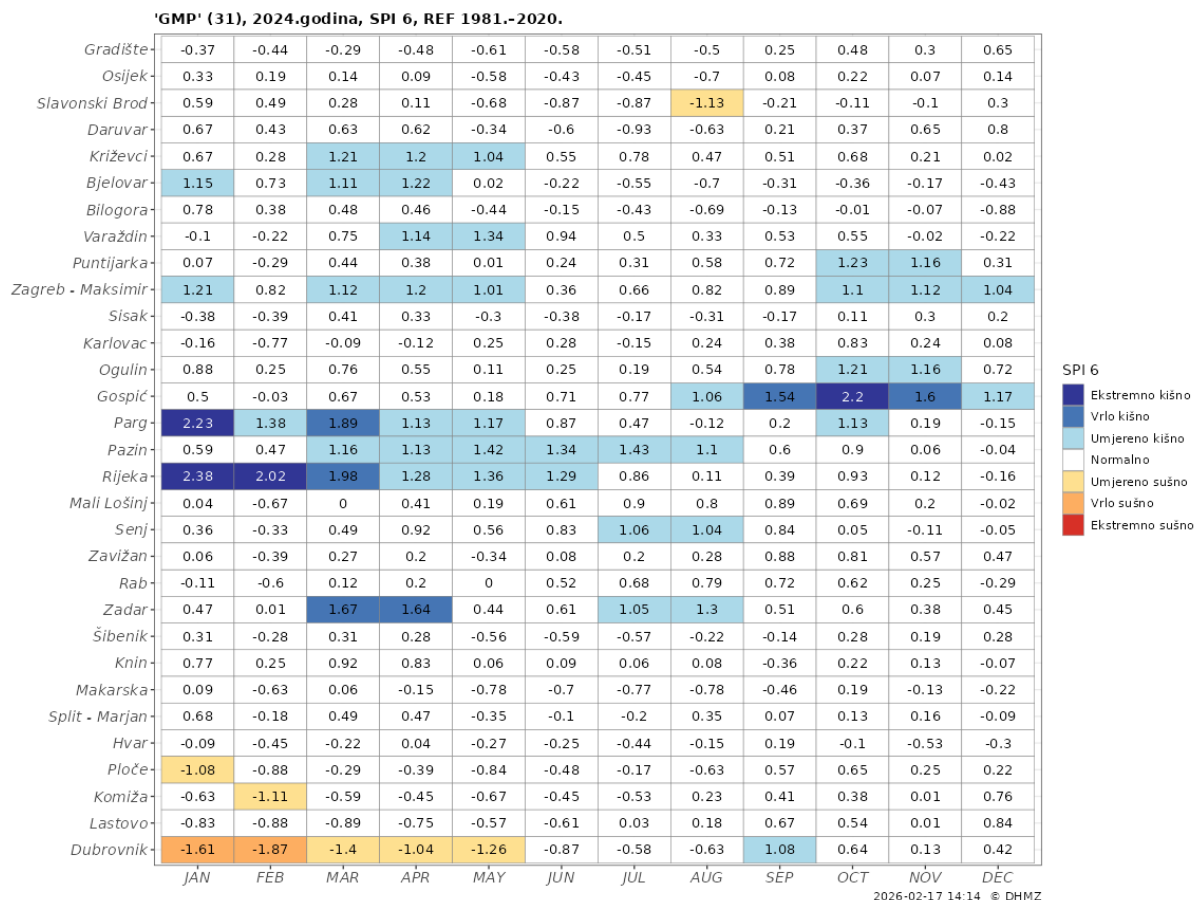 'GMP' (31), 2024.godina, SPI 6, REF 1981.-2020.
Gradište -0.37 -0.44 -0.29 -0.48 -0.61 -0.58 -0.51 -0.5 0.25 0.48 0.3 0.65
Osijek 0.33 0.19 0.14 0.09 -0.58 -0.43 -0.45 -0.7 0.08 0.22 0.07 0.14
Slavonski Brod 0.59 0.49 0.28 0.11 -0.68 -0.87 -0.87 -1.13 -0.21 -0.11 -0.1 0.3
Daruvar 0.67 0.43 0.63 0.62 -0.34 -0.6 -0.93 -0.63 0.21 0.37 0.65 0.8
Križevci 0.67 0.28 1.21 1.2 1.04 0.55 0.78 0.47 0.51 0.68 0.21 0.02
Bjelovar 1.15 0.73 1.11 1.22 0.02 -0.22 -0.55 -0.7 -0.31 -0.36 -0.17 -0.43
Bilogora 0.78 0.38 0.48 0.46 -0.44 -0.15 -0.43 -0.69 -0.13 -0.01 -0.07 -0.88
Varaždin -0.1 -0.22 0.75 1.14 1.34 0.94 0.5 0.33 0.53 0.55 -0.02 -0.22
Puntijarka 0.07 -0.29 0.44 0.38 0.01 0.24 0.31 0.58 0.72 1.23 1.16 0.31
Zagreb - Maksimir 1.21 0.82 1.12 1.2 1.01 0.36 0.66 0.82 0.89 1.1 1.12 1.04
Sisak -0.38 -0.39 0.41 0.33 -0.3 -0.38 -0.17 -0.31 -0.17 0.11 0.3 0.2
Karlovac -0.16 -0.77 -0.09 -0.12 0.25 0.28 -0.15 0.24 0.38 0.83 0.24 0.08
Ogulin 0.88 0.25 0.76 0.55 0.11 0.25 0.19 0.54 0.78 1.21 1.16 0.72
Gospić 0.5 -0.03 0.67 0.53 0.18 0.71 0.77 1.06 1.54 2.2 1.6 1.17
Parg 2.23 1.38 1.89 1.13 1.17 0.87 0.47 -0.12 0.2 1.13 0.19 -0.15
Pazin 0.59 0.47 1.16 1.13 1.42 1.34 1.43 1.1 0.6 0.9 0.06 -0.04
Rijeka 2.38 2.02 1.98 1.28 1.36 1.29 0.86 0.11 0.39 0.93 0.12 -0.16
Mali Lošinj 0.04 -0.67 0 0.41 0.19 0.61 0.9 0.8 0.89 0.69 0.2 -0.02
Senj 0.36 -0.33 0.49 0.92 0.56 0.83 1.06 1.04 0.84 0.05 -0.11 -0.05
Zavižan 0.06 -0.39 0.27 0.2 -0.34 0.08 0.2 0.28 0.88 0.81 0.57 0.47
Rab -0.11 -0.6 0.12 0.2 0 0.52 0.68 0.79 0.72 0.62 0.25 -0.29
Zadar 0.47 0.01 1.67 1.64 0.44 0.61 1.05 1.3 0.51 0.6 0.38 0.45
Šibenik 0.31 -0.28 0.31 0.28 -0.56 -0.59 -0.57 -0.22 -0.14 0.28 0.19 0.28
Knin 0.77 0.25 0.92 0.83 0.06 0.09 0.06 0.08 -0.36 0.22 0.13 -0.07
Makarska 0.09 -0.63 0.06 -0.15 -0.78 -0.7 -0.77 -0.78 -0.46 0.19 -0.13 -0.22
Split - Marjan 0.68 -0.18 0.49 0.47 -0.35 -0.1 -0.2 0.35 0.07 0.13 0.16 -0.09
Hvar -0.09 -0.45 -0.22 0.04 -0.27 -0.25 -0.44 -0.15 0.19 -0.1 -0.53 -0.3
Ploče -1.08 -0.88 -0.29 -0.39 -0.84 -0.48 -0.17 -0.63 0.57 0.65 0.25 0.22
Komiža -0.63 -1.11 -0.59 -0.45 -0.67 -0.45 -0.53 0.23 0.41 0.38 0.01 0.76
Lastovo -0.83 -0.88 -0.89 -0.75 -0.57 -0.61 0.03 0.18 0.67 0.54 0.01 0.84
Dubrovnik -1.61 -1.87 -1.4 -1.04 -1.26 -0.87 -0.58 -0.63 1.08 0.64 0.13 0.42
JAN FEB MAR APR MAY JUN JUL AUG SEP OCT NOV DEC
SPI 6
Ekstremno kišno
Vrlo kišno
Umjereno kišno
Normalno
Umjereno sušno
Vrlo sušno
Ekstremno sušno
2026-02-17 14:14 © DHMZ